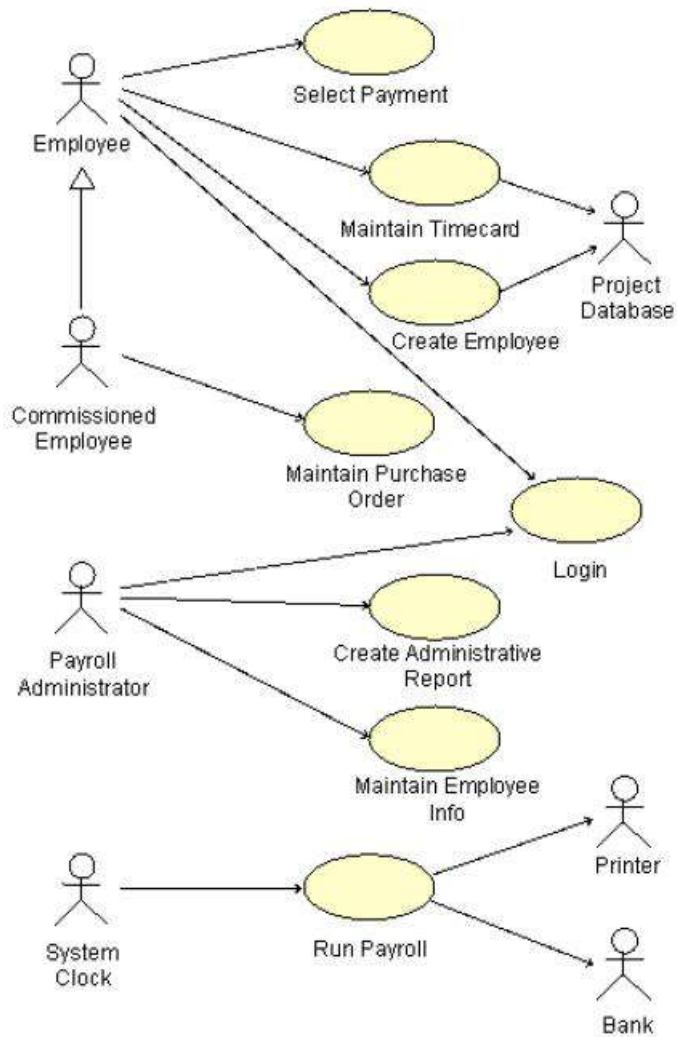 Select Payment
Employee
Maintain Timecard
Project
Database
Create Employee
Commissioned
Employee
Maintain Purchase
Order
Login
Payroll
Administrator
Create Administrative
Report
Maintain Employee
Info
Printer
System
Clock
Run Payroll
Bank